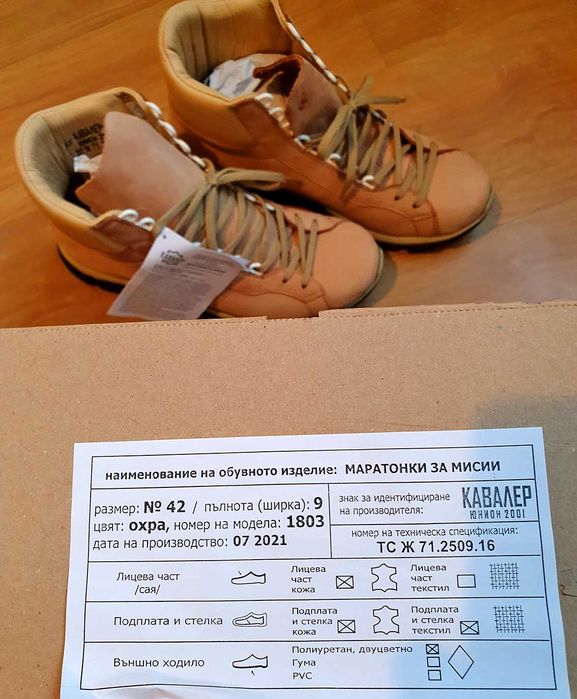 КАВАЛЕР
наименование на обувното изделие: МАРАТОНКИ ЗА МИСИИ
размер: № 42 / пълнота (ширка): 9
цвят: охра, номер на модела: 1803
дата на производство: 07 2021
знак за идентифициране
на производителя:
КАВАЛЕР
ЮНИОН 2001
номер на техническа спецификация:
ТС Ж 71.2509.16
Лицева част
/сая/
Лицева
част
кожа
Лицева
част
текстил
Подплата и стелка
Подплата
и стелка
кожа
Подплата
и стелка
текстил
Външно ходило
Полиуретан, двуцветно
Гума
PVC